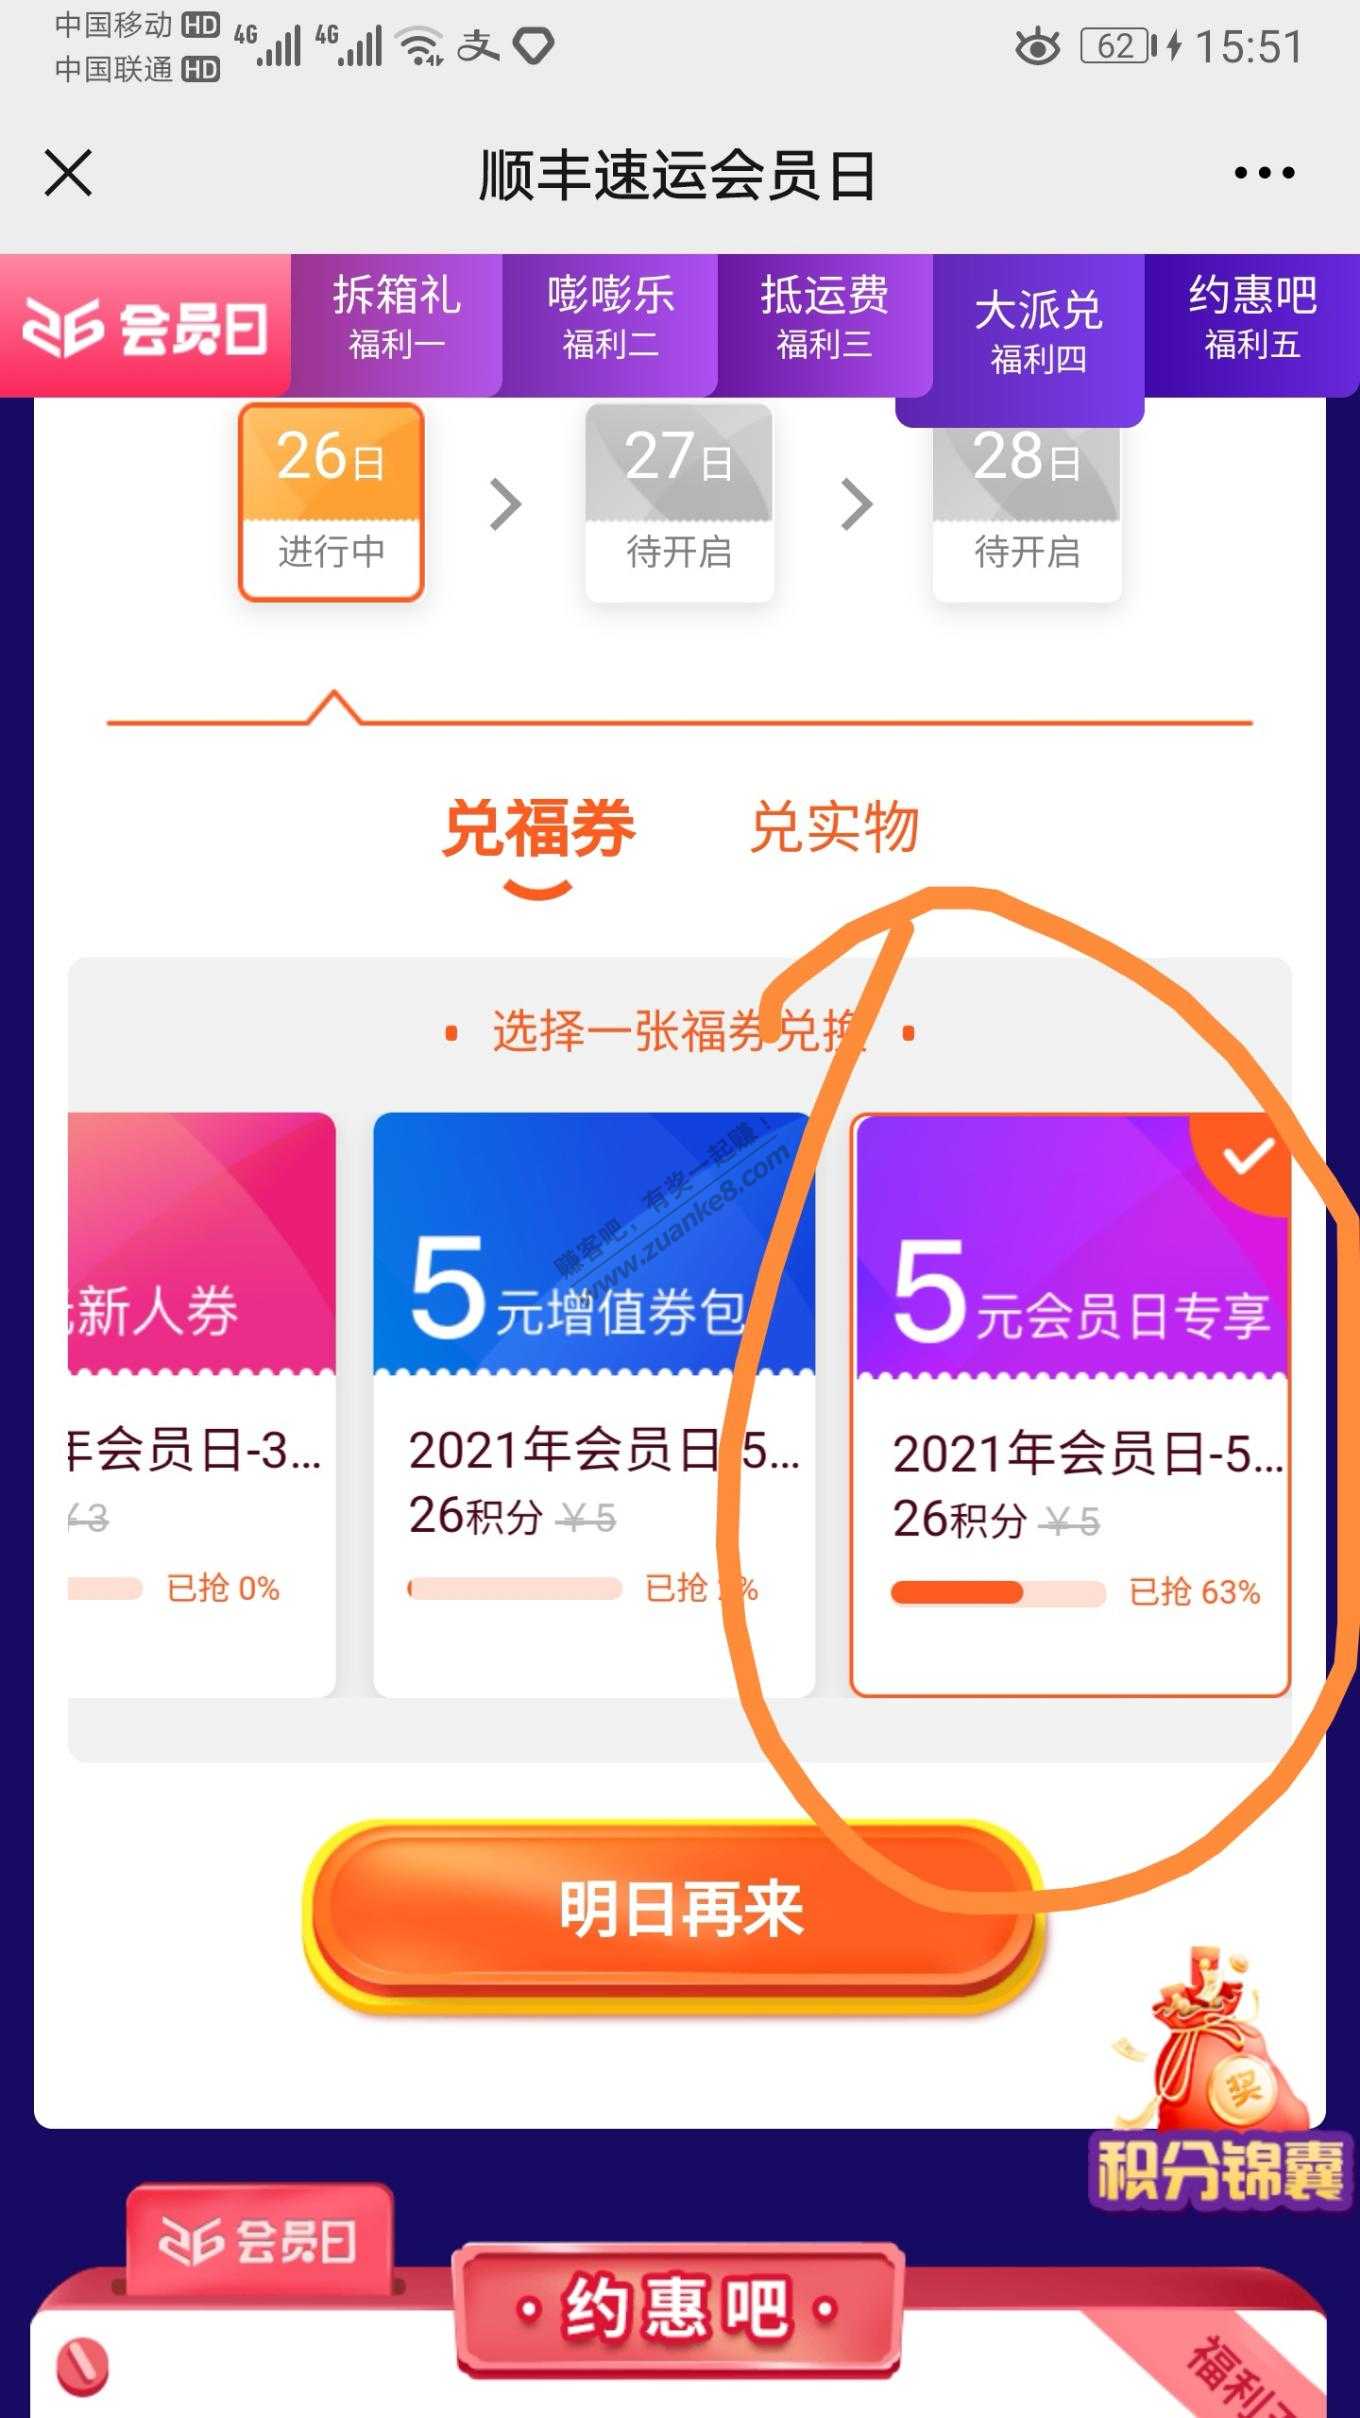 中国移动 HD 4G 4G 支 62 15:51
中国联通 HD
顺丰速运会员日
26 会员日
拆箱礼 嘭嘭乐 抵运费 大派兑 约惠吧
福利一 福利二 福利三 福利四 福利五
26日 27日 28日
进行中 待开启 待开启
兑福券 兑实物
选择一张福券兑换
新人券 5元增值券包 5元会员日专享
年会员日-3... 2021年会员日-5... 2021年会员日-5...
¥3 26积分 ¥5 26积分 ¥5
已抢 0% 已抢 % 已抢 63%
赚客吧，有奖一起赚！
www.zuanke8.com
明日再来
奖
积分锦囊
26 会员日
约惠吧
福利